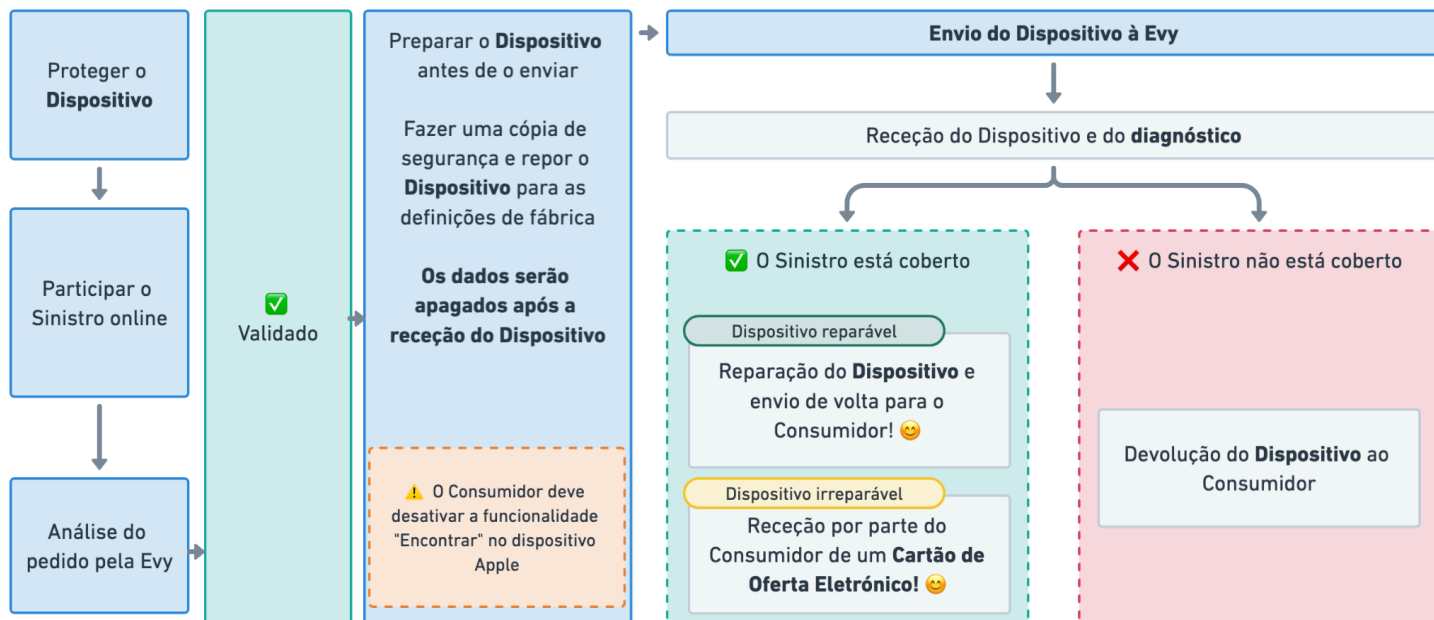 Proteger o
Dispositivo
Participar o
Sinistro online
Análise do
pedido pela Evy
Validado
Preparar o Dispositivo
antes de o enviar
Fazer uma cópia de
segurança e repor o
Dispositivo para as
definições de fábrica
Os dados serão
apagados após a
receção do Dispositivo
⚠️ O Consumidor deve
desativar a funcionalidade
"Encontrar" no dispositivo
Apple
Envio do Dispositivo à Evy
Receção do Dispositivo e do diagnóstico
✅ O Sinistro está coberto
Dispositivo reparável
Reparação do Dispositivo e
envio de volta para o
Consumidor! 😊
Dispositivo irreparável
Receção por parte do
Consumidor de um Cartão de
Oferta Eletrónico! 😊
❌ O Sinistro não está coberto
Devolução do Dispositivo ao
Consumidor